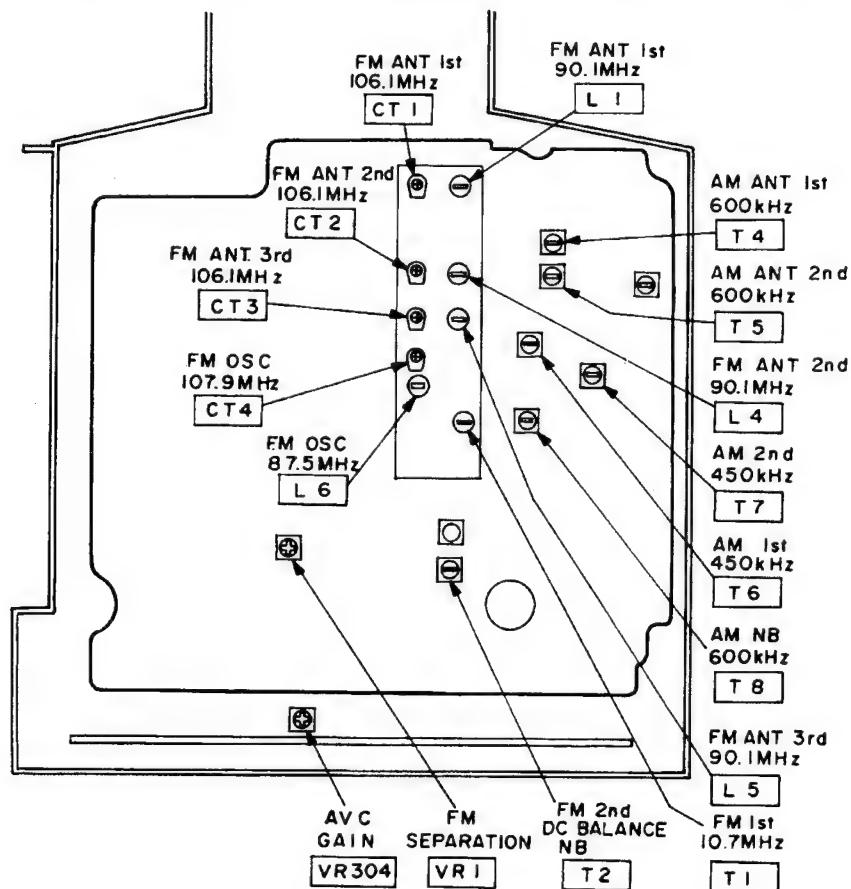 FM ANT 1st
106.1MHz
CT 1
FM ANT 1st
90.1MHz
L 1
FM ANT 2nd
106.1MHz
CT 2
FM ANT. 3rd
106.1MHz
CT 3
FM OSC
107.9MHz
CT4
FM OSC
87.5MHz
L 6
AM ANT 1st
600kHz
T 4
AM ANT 2nd
600kHz
T 5
FM ANT 2nd
90.1MHz
L 4
AM 2nd
450kHz
T 7
AM 1st
450kHz
T 6
AM NB
600kHz
T 8
FM ANT 3rd
90.1MHz
L 5
AVC
GAIN
VR304
FM
SEPARATION
VR 1
FM 2nd
DC BALANCE
NB
T 2
FM 1st
10.7MHz
T 1